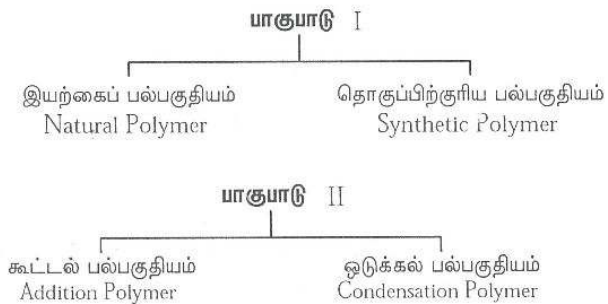 பாகுபாடு I
இயற்கைப் பல்பகுதியம் தொகுப்பிற்குரிய பல்பகுதியம்
Natural Polymer Synthetic Polymer
பாகுபாடு II
கூட்டல் பல்பகுதியம் ஒடுக்கல் பல்பகுதியம்
Addition Polymer Condensation Polymer